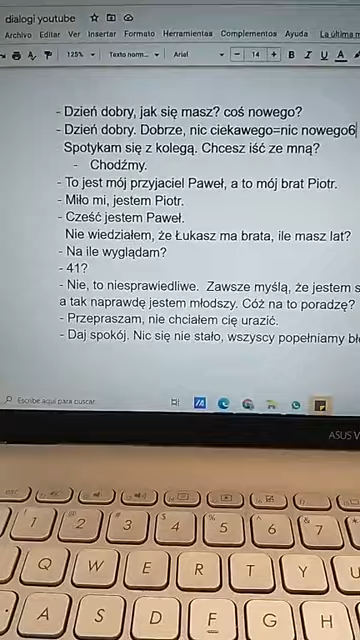 dialogi youtube
Archivo Editar Ver Insertar Formato Herramientas Complementos Ayuda La última m
125% Texto norm... Arial - 14 + B I U A
- Dzień dobry, jak się masz? coś nowego?
- Dzień dobry. Dobrze, nic ciekawego=nic nowego6
Spotykam się z kolegą. Chcesz iść ze mną?
- Chodźmy.
- To jest mój przyjaciel Paweł, a to mój brat Piotr.
- Miło mi, jestem Piotr.
- Cześć jestem Paweł.
Nie wiedziałem, że Łukasz ma brata, ile masz lat?
- Na ile wyglądam?
- 41?
- Nie, to niesprawiedliwe. Zawsze myślą, że jestem s
a tak naprawdę jestem młodszy. Cóż na to poradzę?
- Przepraszam, nie chciałem cię urazić.
- Daj spokój. Nic się nie stało, wszyscy popełniamy bł
Escribe aquí para buscar
ASUS V
! 1 @ 2 # 3 $ 4 % 5 ^ 6 & 7
Q W E R T Y U
A S D F G H